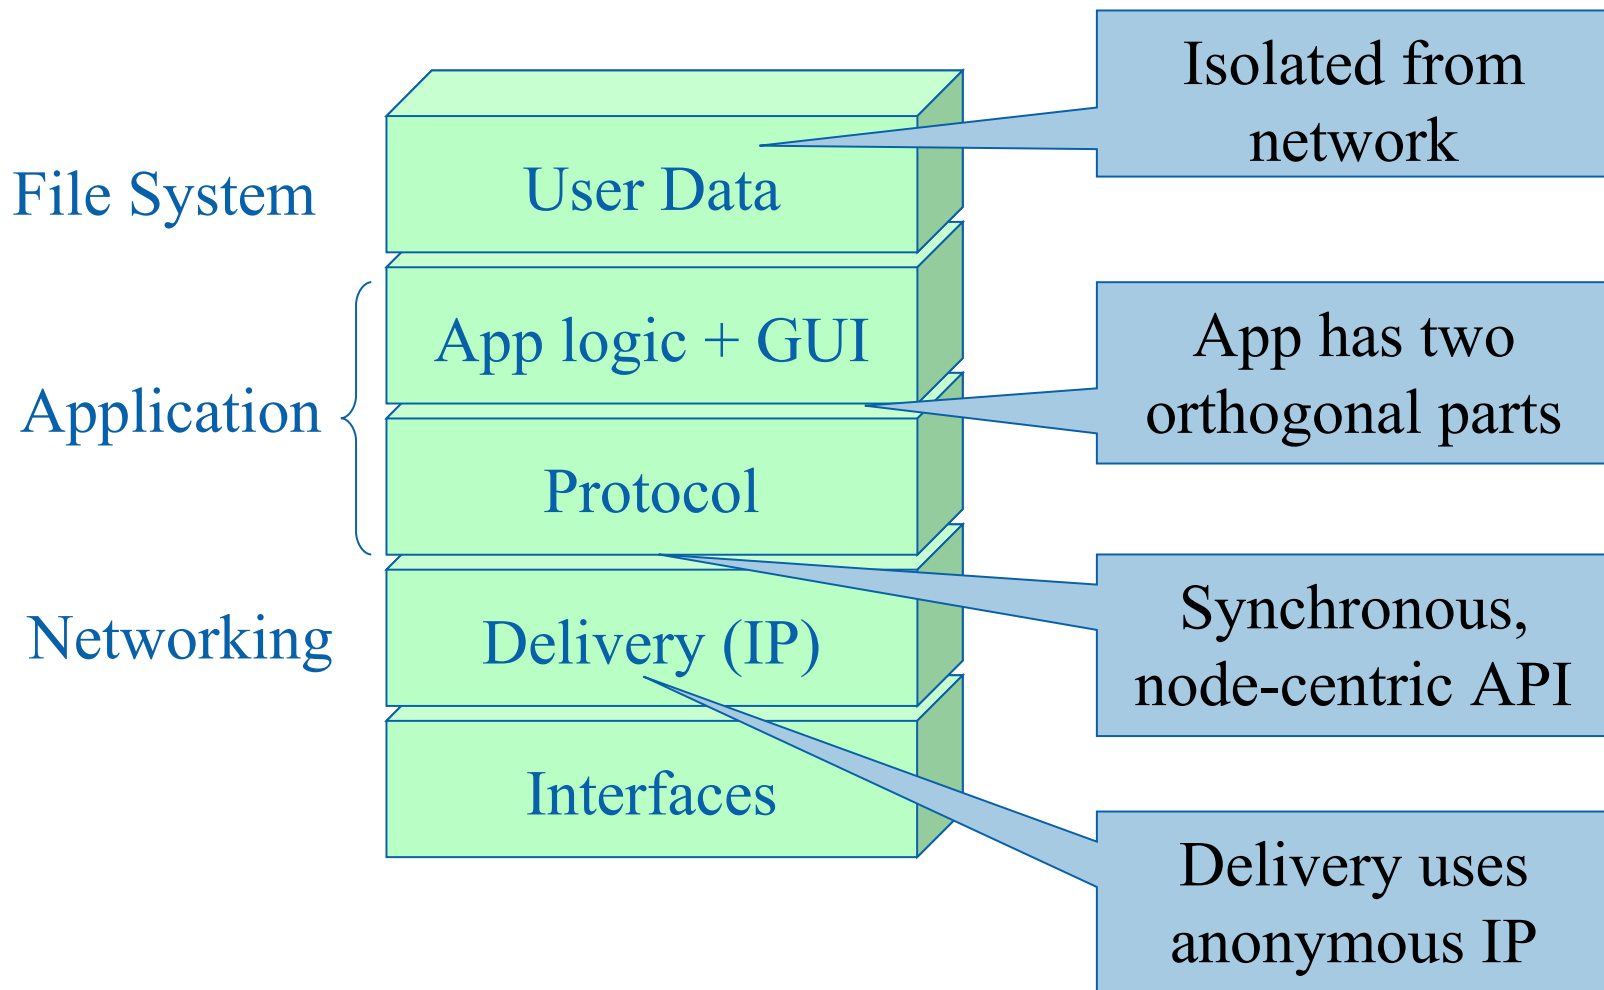 Isolated from
network
File System
User Data
App logic + GUI
App has two
orthogonal parts
Application
Protocol
Synchronous,
node-centric API
Networking
Delivery (IP)
Interfaces
Delivery uses
anonymous IP